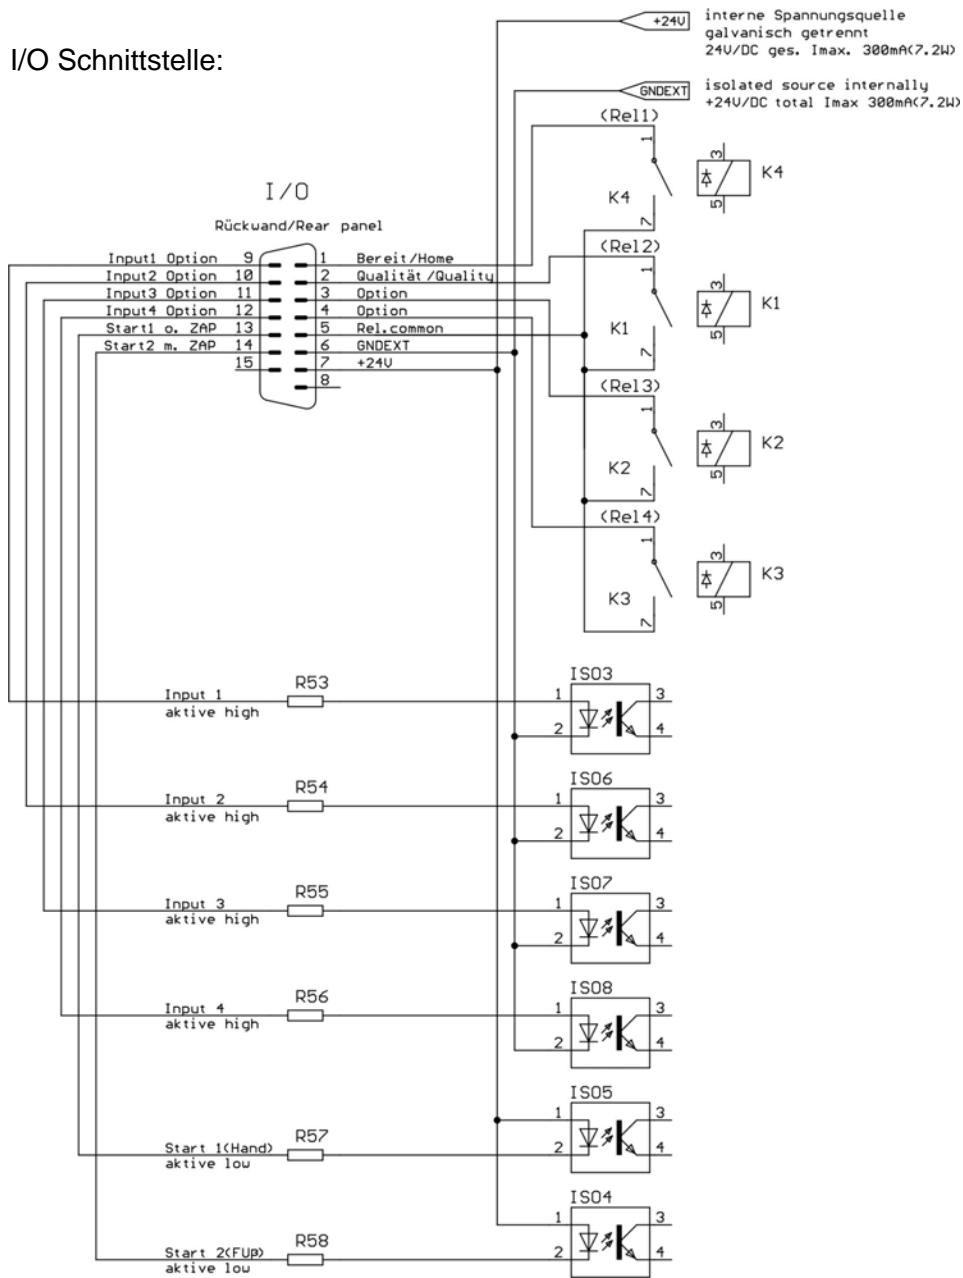 I/O Schnittstelle:
+24V
interne Spannungsquelle
galvanisch getrennt
24V/DC ges. Imax. 300mA(7.2W)
GNDEXT
isolated source internally
+24V/DC total Imax 300mA(7.2W)
(Rel1)
1
K4
7
3
5
K4
I/O
Rückwand/Rear panel
Input1 Option 9
Input2 Option 10
Input3 Option 11
Input4 Option 12
Start1 o. ZAP 13
Start2 m. ZAP 14
15
1 Bereit/Home
2 Qualität/Quality
3 Option
4 Option
5 Rel.common
6 GNDEXT
7 +24V
8
(Rel2)
1
K1
7
3
5
K1
(Rel3)
1
K2
7
3
5
K2
(Rel4)
1
K3
7
3
5
K3
Input 1
aktive high
R53
ISO3
1
2
3
4
Input 2
aktive high
R54
ISO6
1
2
3
4
Input 3
aktive high
R55
ISO7
1
2
3
4
Input 4
aktive high
R56
ISO8
1
2
3
4
Start 1(Hand)
aktive low
R57
ISO5
1
2
3
4
Start 2(FUβ)
aktive low
R58
ISO4
1
2
3
4